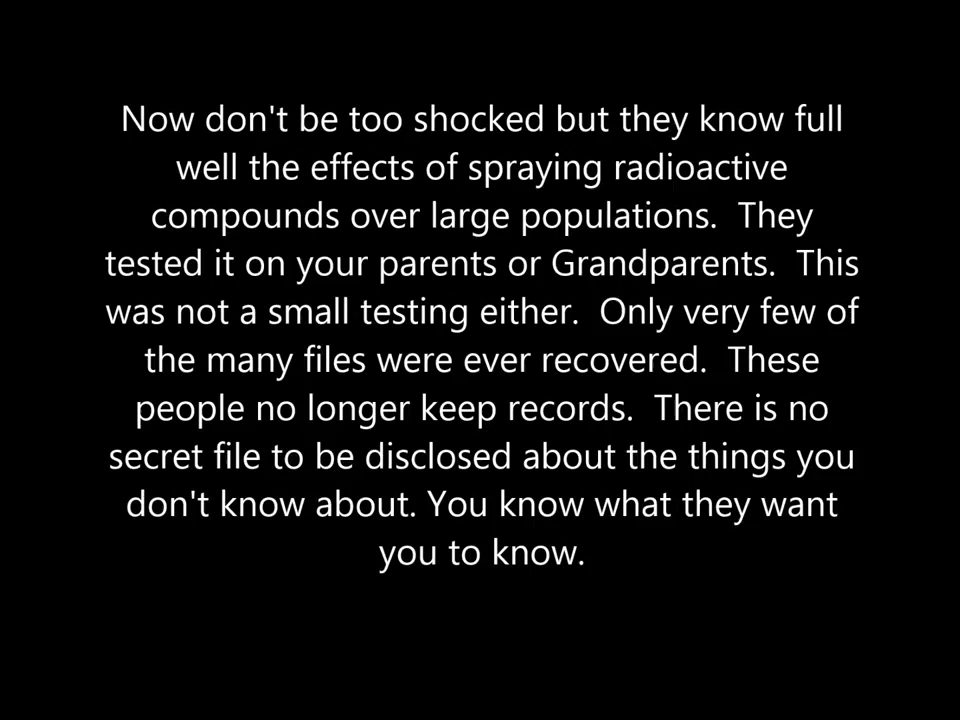 Now don't be too shocked but they know full
well the effects of spraying radioactive
compounds over large populations.  They
tested it on your parents or Grandparents.  This
was not a small testing either.  Only very few of
the many files were ever recovered.  These
people no longer keep records.  There is no
secret file to be disclosed about the things you
don't know about. You know what they want
you to know.